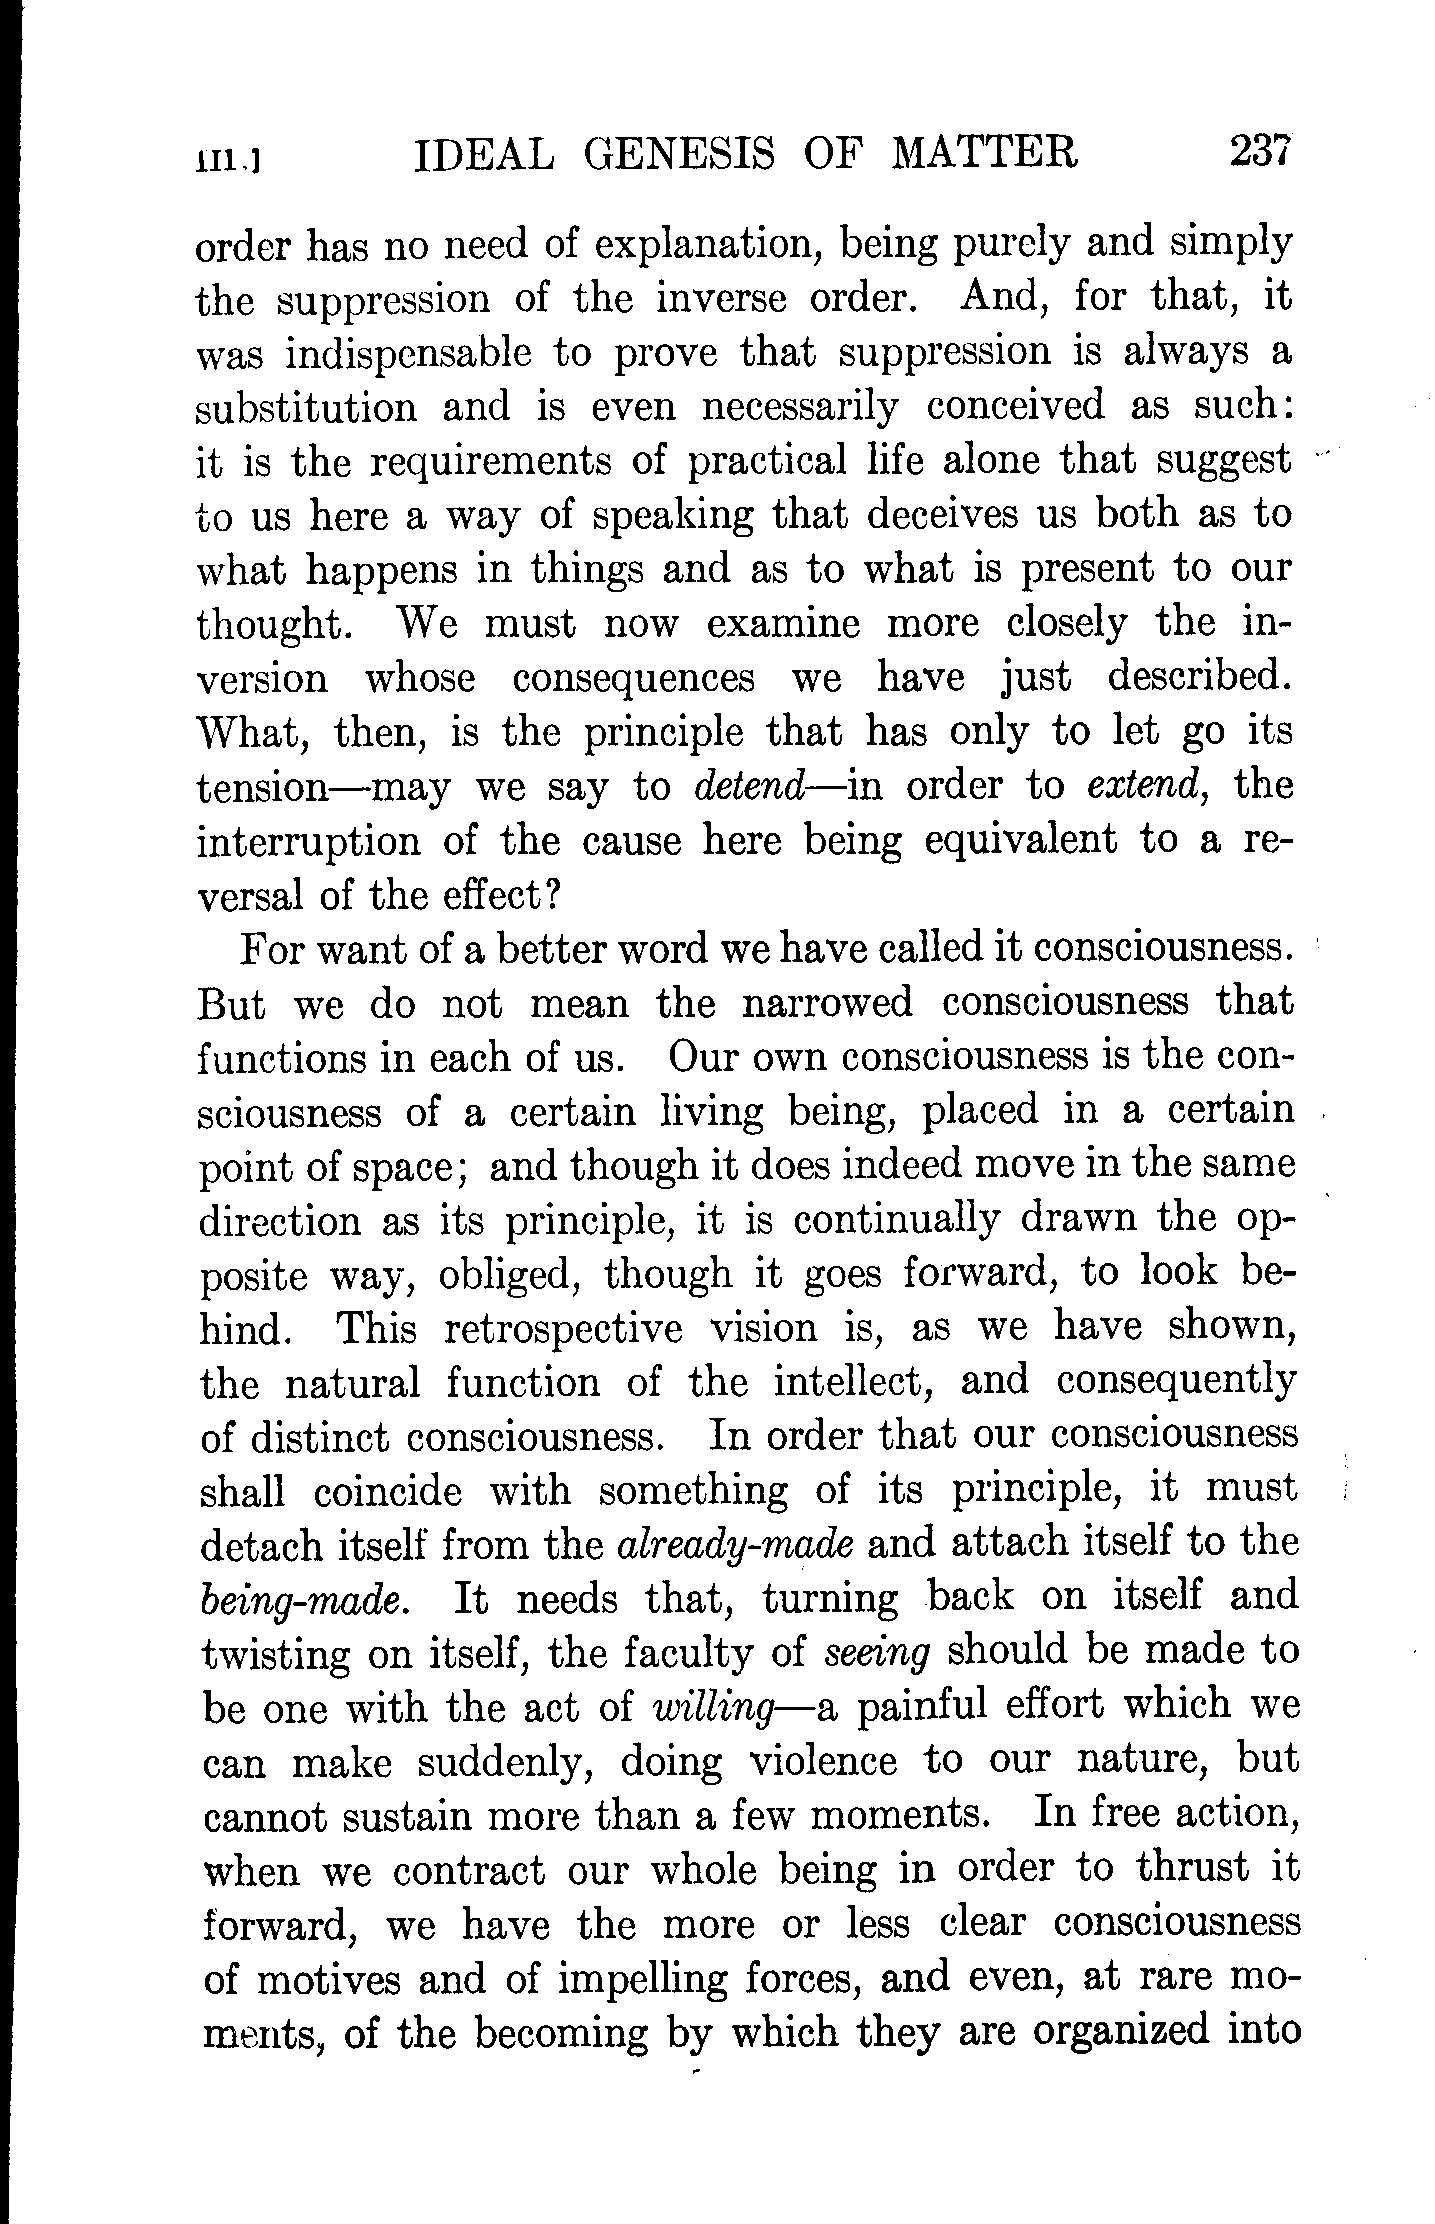 III.] IDEAL GENESIS OF MATTER 237
order has no need of explanation, being purely and simply
the suppression of the inverse order. And, for that, it
was indispensable to prove that suppression is always a
substitution and is even necessarily conceived as such:
it is the requirements of practical life alone that suggest
to us here a way of speaking that deceives us both as to
what happens in things and as to what is present to our
thought. We must now examine more closely the in-
version whose consequences we have just described.
What, then, is the principle that has only to let go its
tension—may we say to detend—in order to extend, the
interruption of the cause here being equivalent to a re-
versal of the effect?
For want of a better word we have called it consciousness.
But we do not mean the narrowed consciousness that
functions in each of us. Our own consciousness is the con-
sciousness of a certain living being, placed in a certain
point of space; and though it does indeed move in the same
direction as its principle, it is continually drawn the op-
posite way, obliged, though it goes forward, to look be-
hind. This retrospective vision is, as we have shown,
the natural function of the intellect, and consequently
of distinct consciousness. In order that our consciousness
shall coincide with something of its principle, it must
detach itself from the already-made and attach itself to the
being-made. It needs that, turning back on itself and
twisting on itself, the faculty of seeing should be made to
be one with the act of willing—a painful effort which we
can make suddenly, doing violence to our nature, but
cannot sustain more than a few moments. In free action,
when we contract our whole being in order to thrust it
forward, we have the more or less clear consciousness
of motives and of impelling forces, and even, at rare mo-
ments, of the becoming by which they are organized into